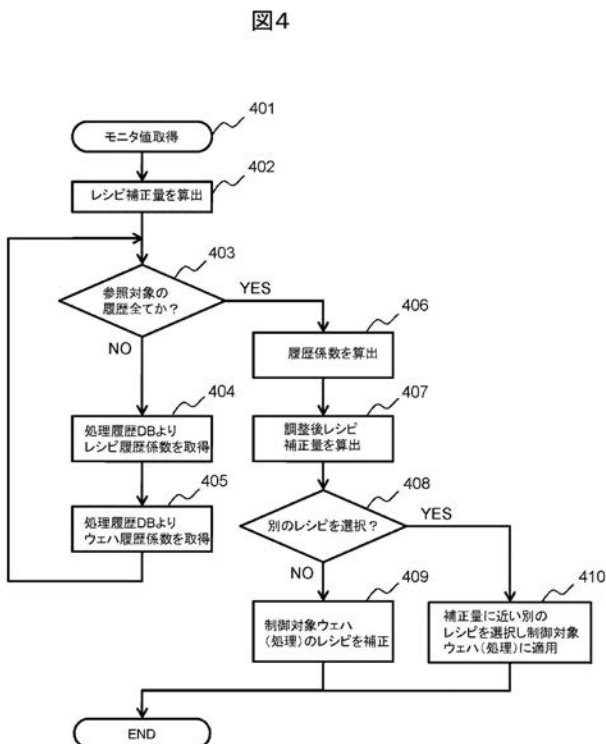 図4
401
モニタ値取得
402
レシピ補正量を算出
403
参照対象の
履歴全てか？
YES
NO
406
履歴係数を算出
404
処理履歴DBより
レシピ履歴係数を取得
407
調整後レシピ
補正量を算出
405
処理履歴DBより
ウェハ履歴係数を取得
408
別のレシピを選択？
YES
NO
409
制御対象ウェハ
（処理）のレシピを補正
410
補正量に近い別の
レシピを選択し制御対象
ウェハ（処理）に適用
END